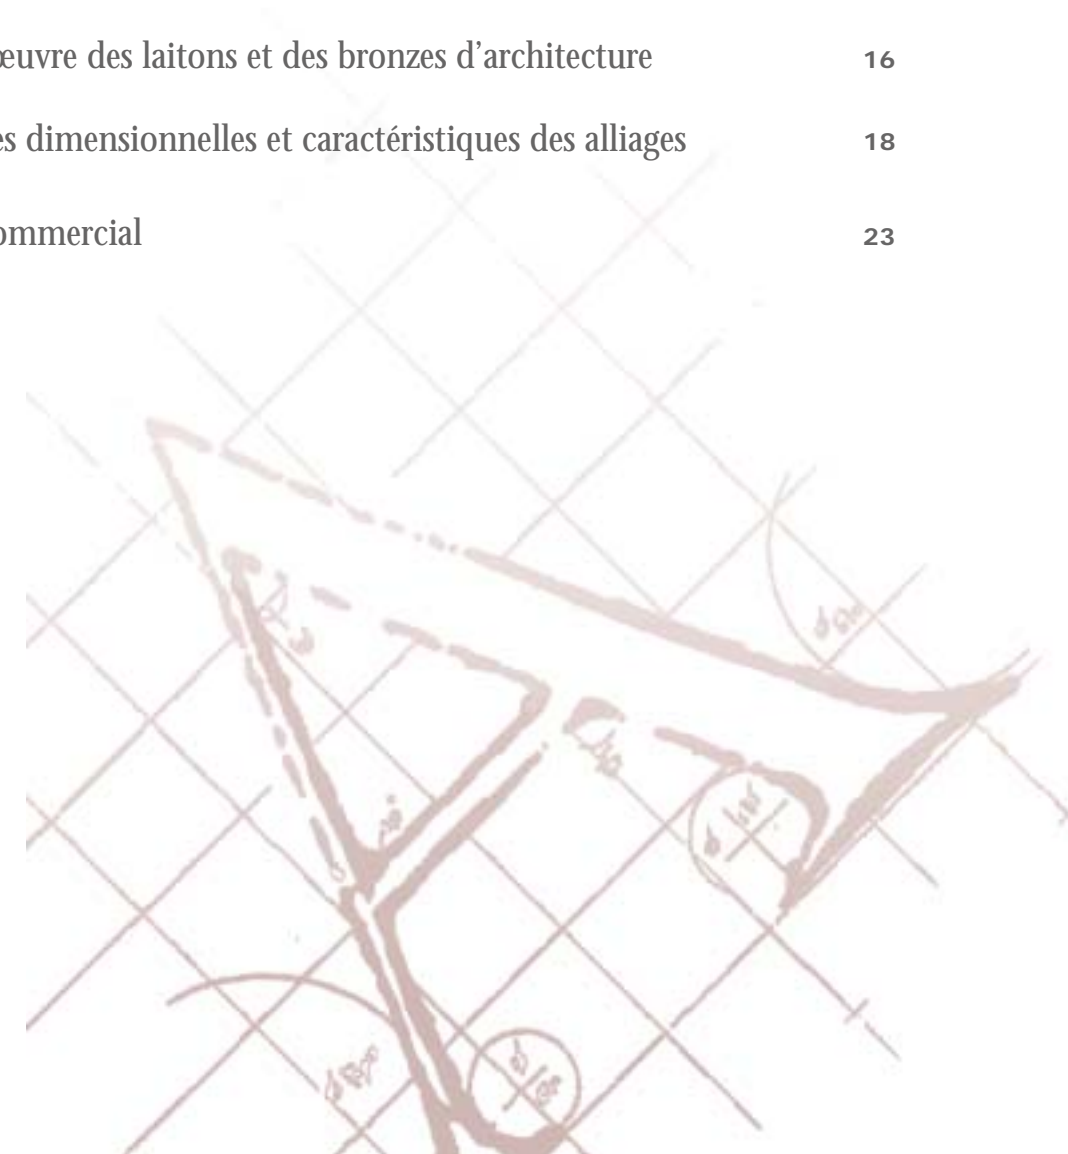 œuvre des laitons et des bronzes d’architecture 16
es dimensionnelles et caractéristiques des alliages 18
ommercial 23